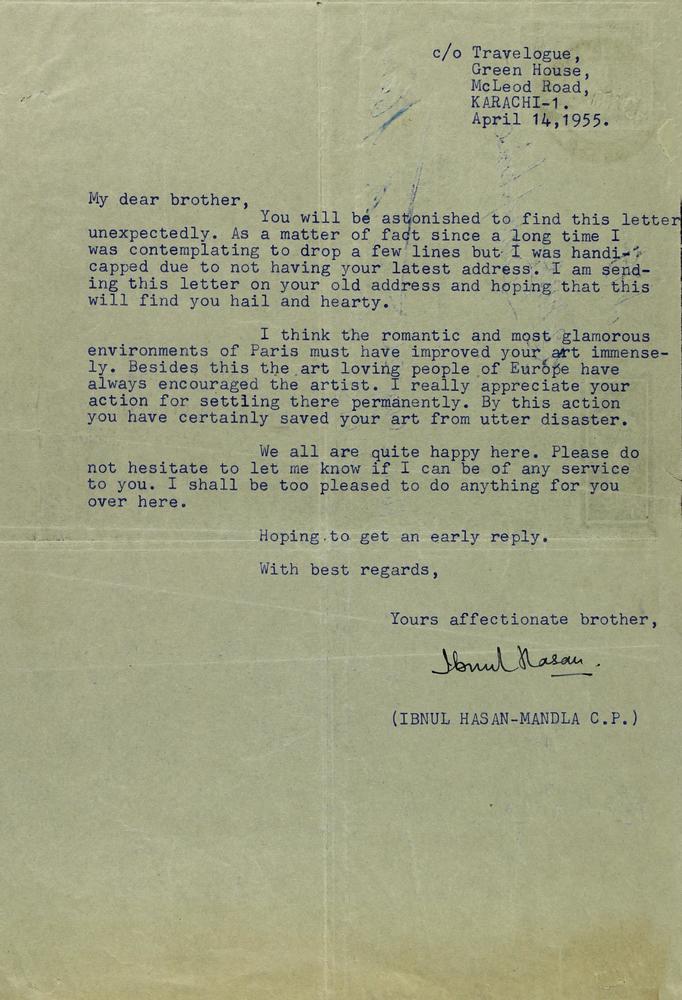 c/o Travelogue,
Green House,
McLeod Road,
KARACHI-1.
April 14,1955.
My dear brother,
You will be astonished to find this letter
unexpectedly. As a matter of fact since a long time I
was contemplating to drop a few lines but I was handi-
capped due to not having your latest address. I am send-
ing this letter on your old address and hoping that this
will find you hail and hearty.
I think the romantic and most glamorous
environments of Paris must have improved your art immense-
ly. Besides this the art loving people of Europe have
always encouraged the artist. I really appreciate your
action for settling there permanently. By this action
you have certainly saved your art from utter disaster.
We all are quite happy here. Please do
not hesitate to let me know if I can be of any service
to you. I shall be too pleased to do anything for you
over here.
Hoping to get an early reply.
With best regards,
Yours affectionate brother,
Ibnul Hasan.
(IBNUL HASAN-MANDLA C.P.)